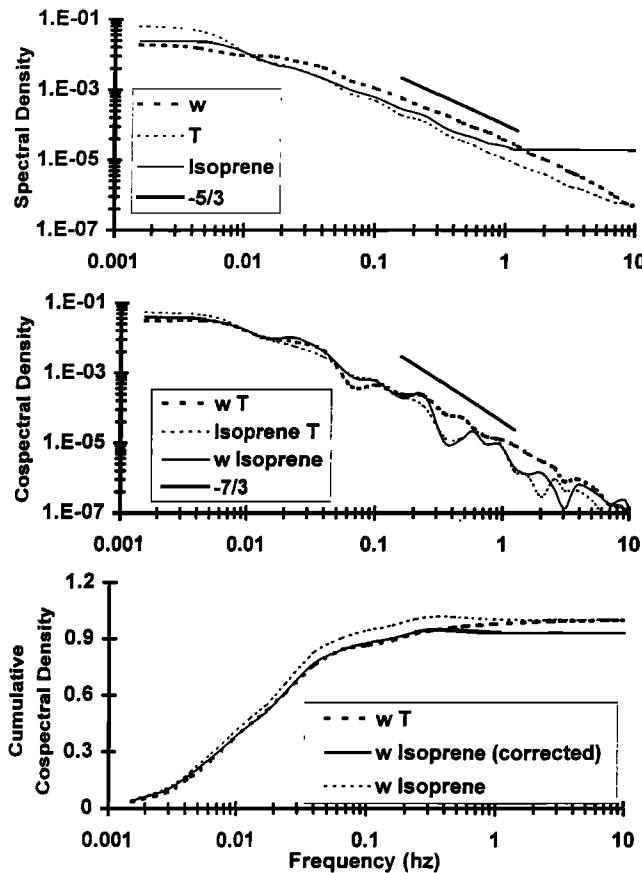 1.E-01
1.E-03
1.E-05
1.E-07
Spectral Density
w
T
Isoprene
-5/3
0.001 0.01 0.1 1 10
1.E-01
1.E-03
1.E-05
1.E-07
Cospectral Density
w T
Isoprene T
w Isoprene
-7/3
0.001 0.01 0.1 1 10
1.2
0.9
0.6
0.3
0
Cumulative
Cospectral Density
w T
w Isoprene (corrected)
w Isoprene
0.001 0.01 0.1 1 10
Frequency (hz)